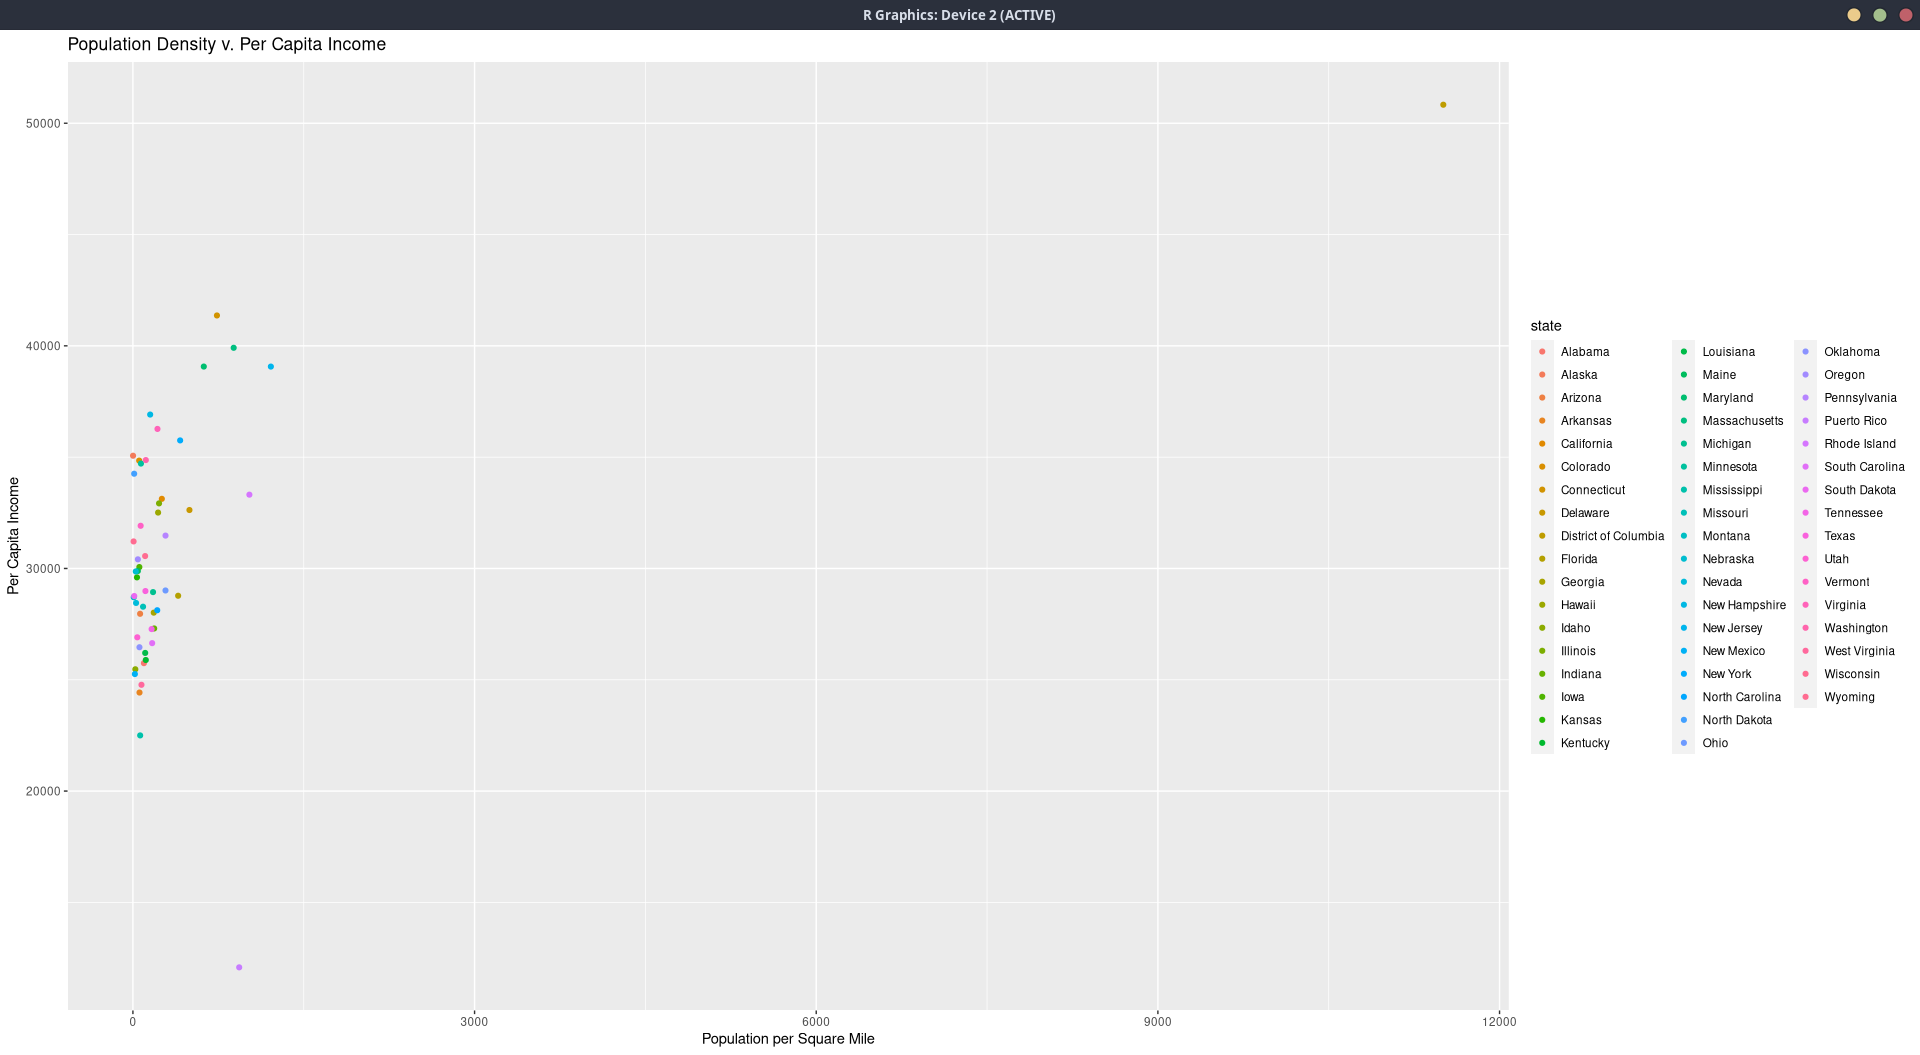 R Graphics: Device 2 (ACTIVE)
Population Density v. Per Capita Income
50000
40000
30000
20000
Per Capita Income
0
3000
6000
9000
12000
Population per Square Mile
state
Alabama
Alaska
Arizona
Arkansas
California
Colorado
Connecticut
Delaware
District of Columbia
Florida
Georgia
Hawaii
Idaho
Illinois
Indiana
Iowa
Kansas
Kentucky
Louisiana
Maine
Maryland
Massachusetts
Michigan
Minnesota
Mississippi
Missouri
Montana
Nebraska
Nevada
New Hampshire
New Jersey
New Mexico
New York
North Carolina
North Dakota
Ohio
Oklahoma
Oregon
Pennsylvania
Puerto Rico
Rhode Island
South Carolina
South Dakota
Tennessee
Texas
Utah
Vermont
Virginia
Washington
West Virginia
Wisconsin
Wyoming